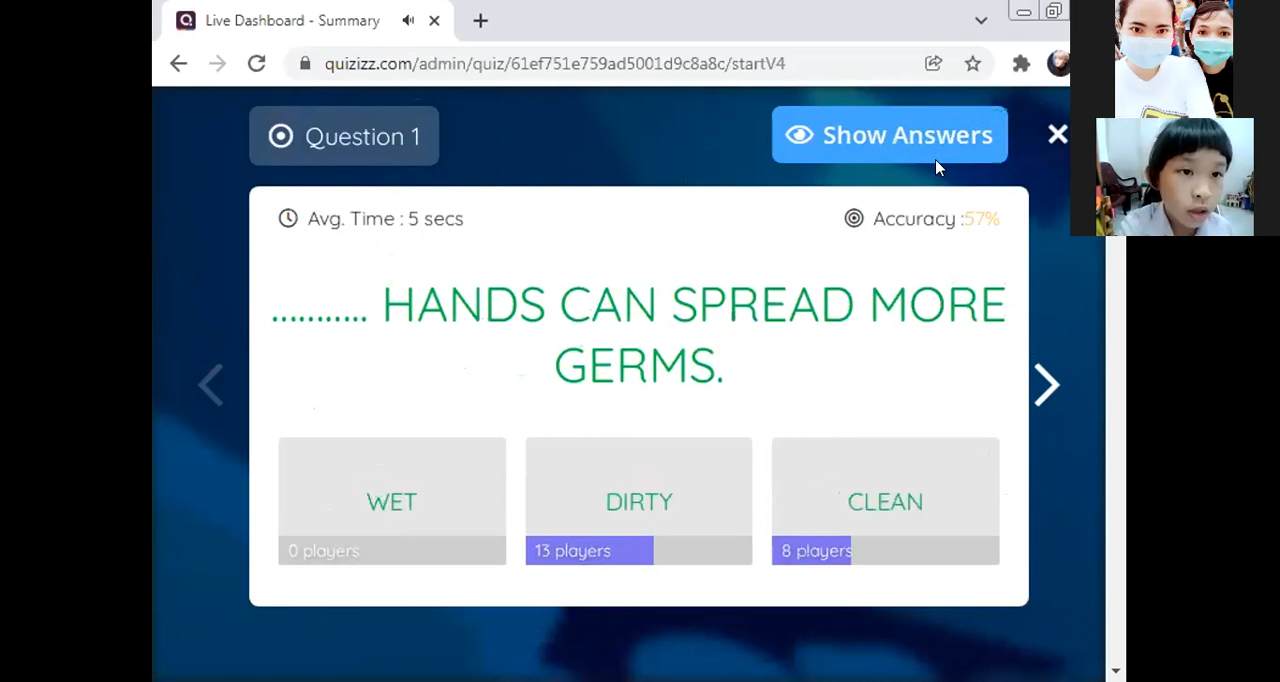 Live Dashboard - Summary
quizizz.com/admin/quiz/61ef751e759ad5001d9c8a8c/startV4
Question 1
Show Answers
Avg. Time : 5 secs
Accuracy :57%
........... HANDS CAN SPREAD MORE
GERMS.
WET
DIRTY
CLEAN
0 players
13 players
8 players